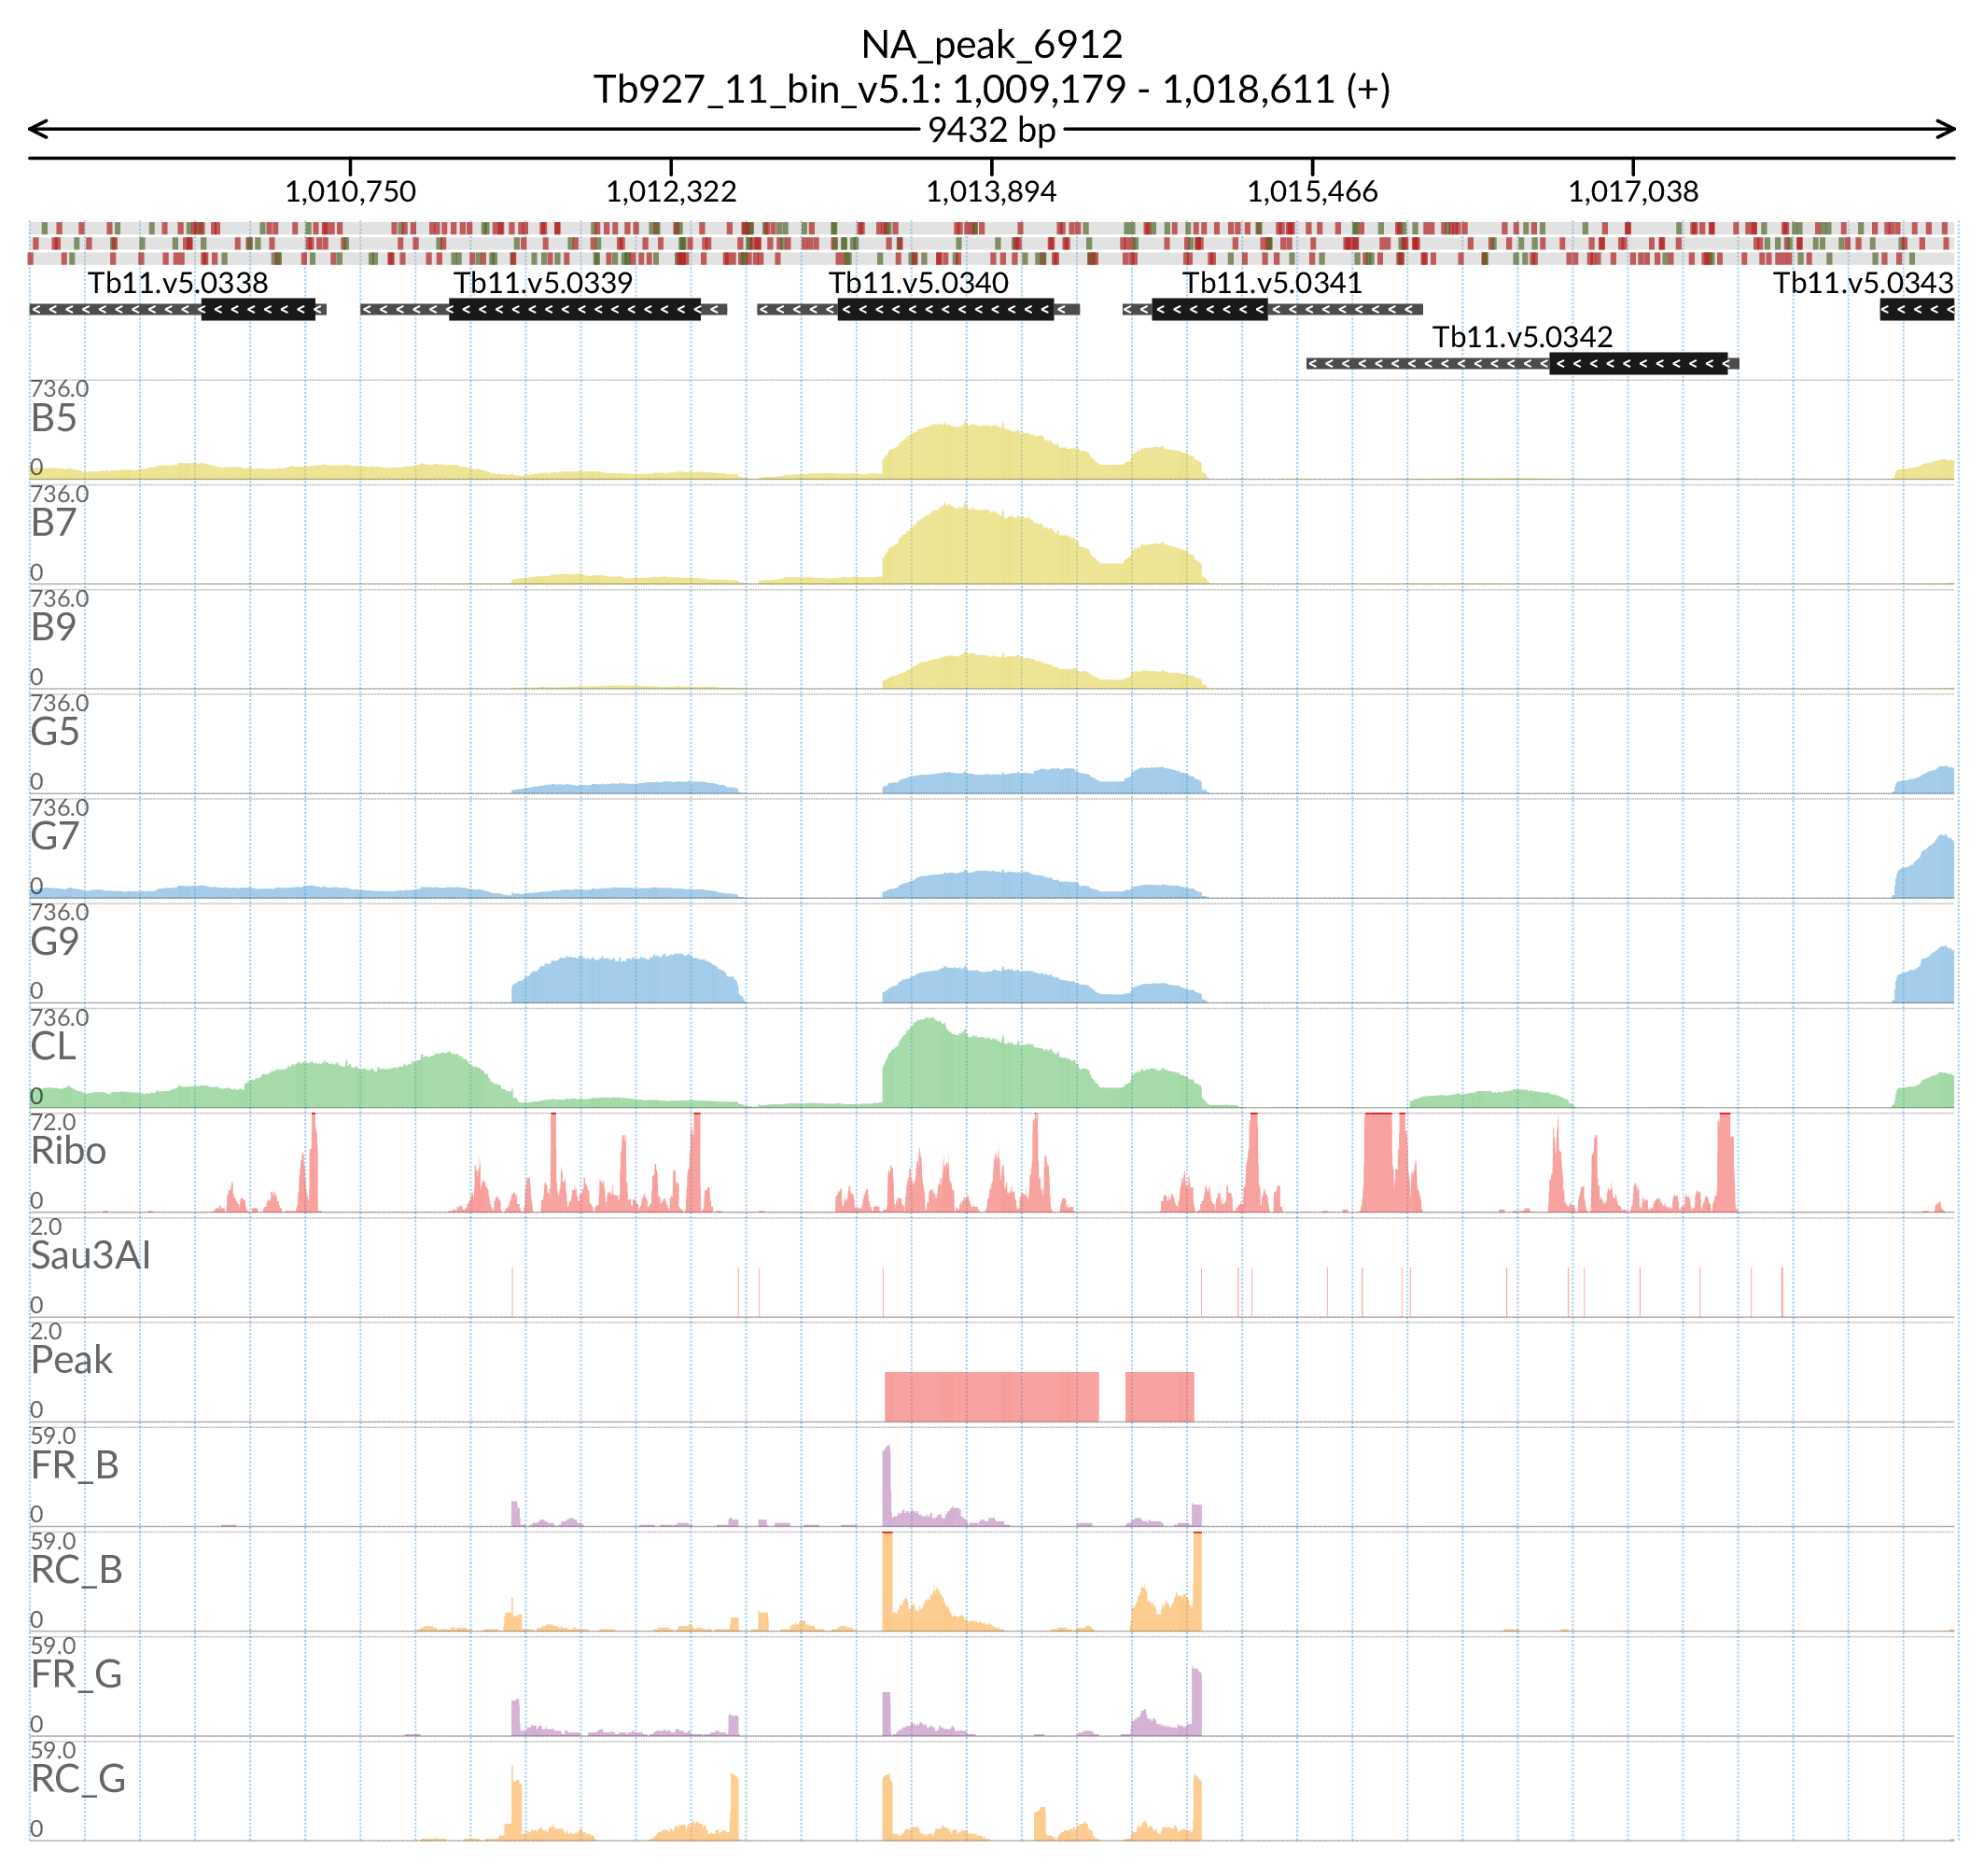 NA_peak_6912
Tb927_11_bin_v5.1: 1,009,179 - 1,018,611 (+)
9432 bp
1,010,750 1,012,322 1,013,894 1,015,466 1,017,038
Tb11.v5.0338 Tb11.v5.0339 Tb11.v5.0340 Tb11.v5.0341 Tb11.v5.0343
Tb11.v5.0342
736.0
B5
0
736.0
B7
0
736.0
B9
0
736.0
G5
0
736.0
G7
0
736.0
G9
0
736.0
CL
0
72.0
Ribo
0
2.0
Sau3AI
0
2.0
Peak
0
59.0
FR_B
0
59.0
RC_B
0
59.0
FR_G
0
59.0
RC_G
0